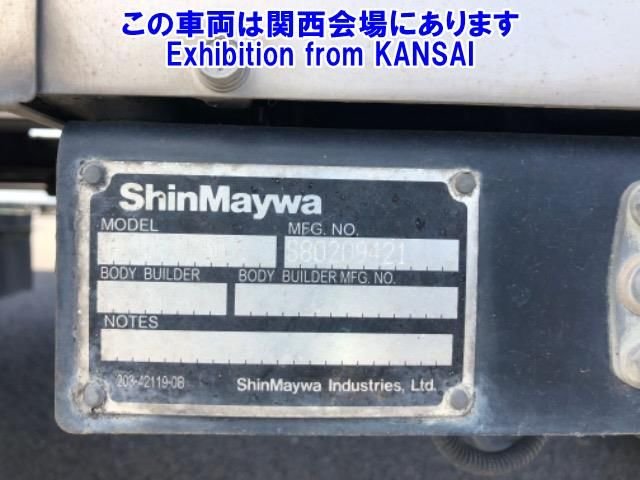 この車両は関西会場にあります
Exhibition from KANSAI
ShinMaywa
MODEL MFG. NO.
S80209421
BODY BUILDER BODY BUILDER MFG. NO.
NOTES
203-42119-0B ShinMaywa Industries, Ltd.